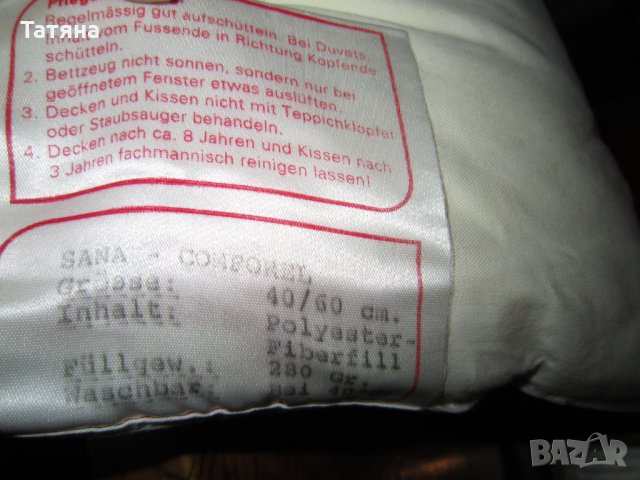 Татяна
Regelmässig gut aufschütteln. Bei Duvets,
Inhalt vom Fussende in Richtung Kopfende
schütteln.
2. Bettzeug nicht sonnen, sondern nur bei
geöffnetem Fenster etwas auslüften.
3. Decken und Kissen nicht mit Teppichklopfer
oder Staubsauger behandeln.
4. Decken nach ca. 8 Jahren und Kissen nach
3 Jahren fachmännisch reinigen lassen!
SANA - COMFOREL
Grösse: 40/60 cm.
Inhalt: Polyester-
Fiberfill
Füllgew.: 280 Gr.
Waschbar: Bei
BAZAR